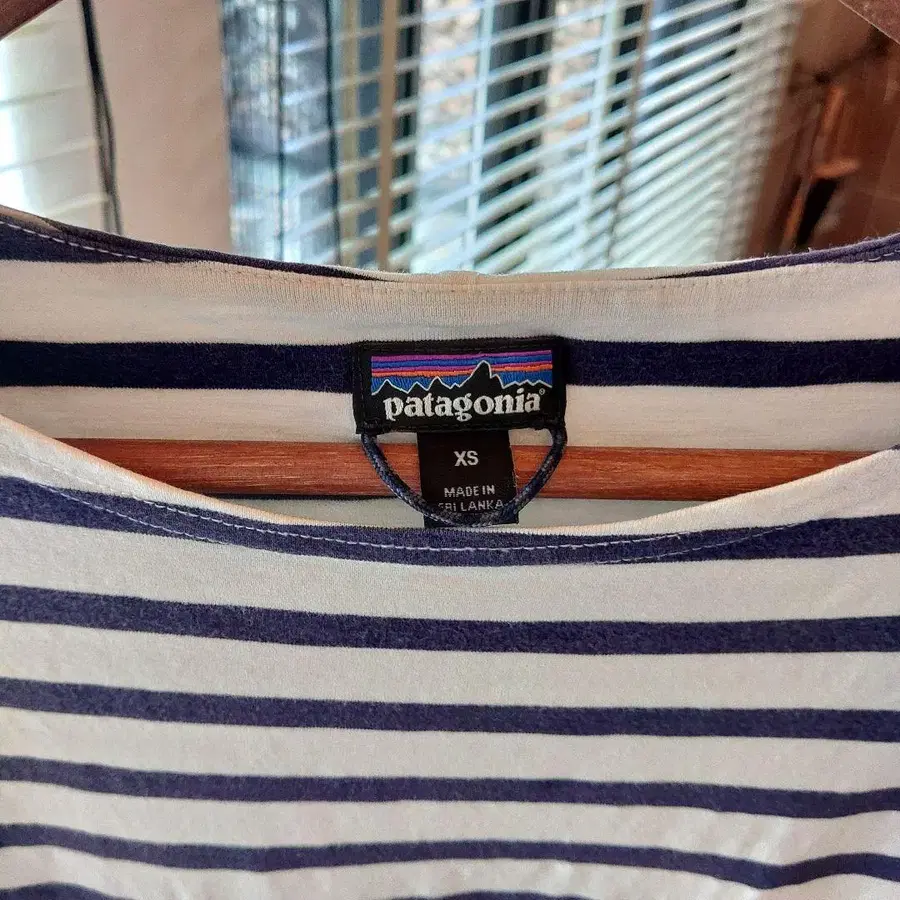 patagonia®
XS
MADE IN
SRI LANKA